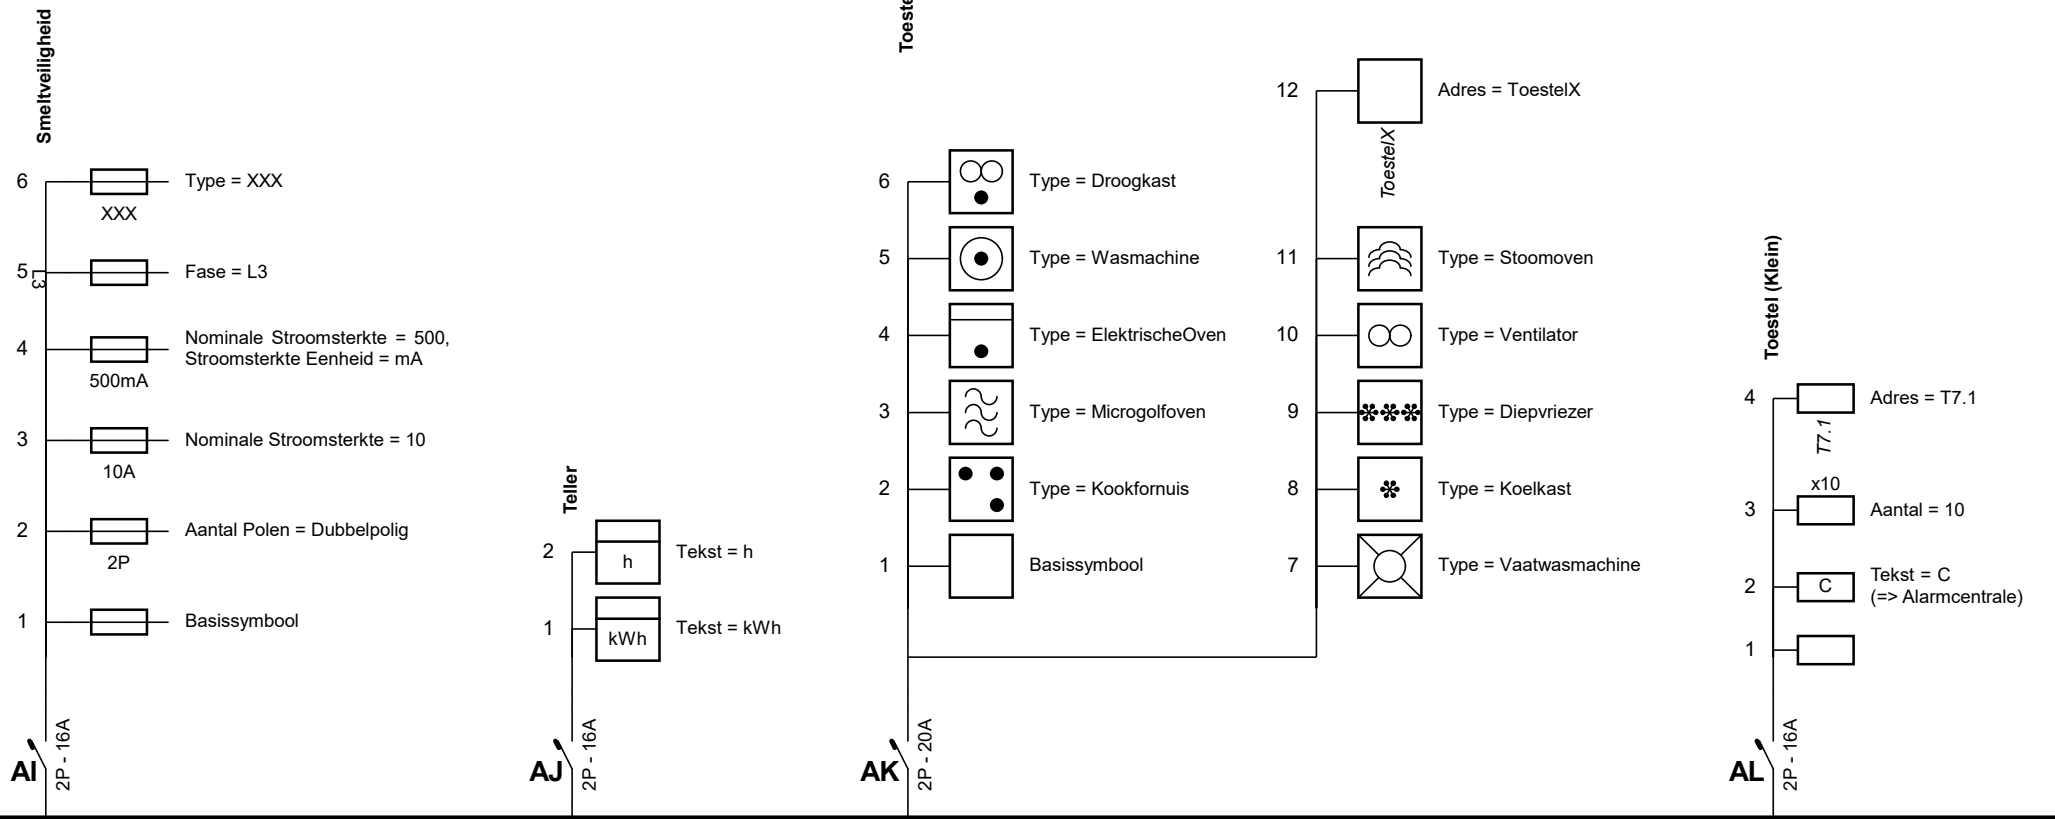 Smeltveiligheid
6
Type = XXX
XXX
5
L3
Fase = L3
4
Nominale Stroomsterkte = 500,
Stroomsterkte Eenheid = mA
500mA
3
Nominale Stroomsterkte = 10
10A
2
Aantal Polen = Dubbelpolig
2P
1
Basissymbool
AI
2P - 16A
Teller
2
h
Tekst = h
1
kWh
Tekst = kWh
AJ
2P - 16A
Toeste
6
Type = Droogkast
5
Type = Wasmachine
4
Type = ElektrischeOven
3
Type = Microgolfoven
2
Type = Kookfornuis
1
Basissymbool
AK
2P - 20A
12
Adres = ToestelX
ToestelX
11
Type = Stoomoven
10
Type = Ventilator
9
Type = Diepvriezer
8
Type = Koelkast
7
Type = Vaatwasmachine
Toestel (Klein)
4
Adres = T7.1
T7.1
x10
3
Aantal = 10
2
C
Tekst = C
(=> Alarmcentrale)
1
AL
2P - 16A